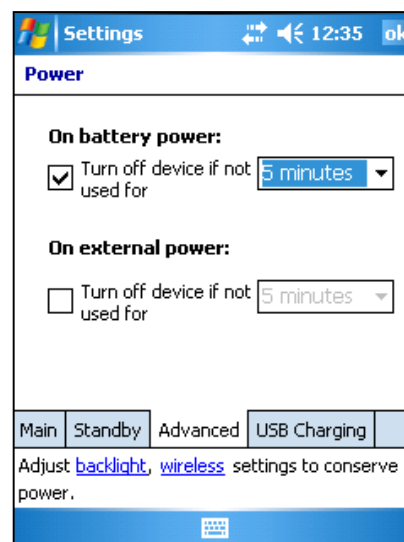 Settings 12:35 ok
Power
On battery power:
Turn off device if not
used for
5 minutes
On external power:
Turn off device if not
used for
5 minutes
Main Standby Advanced USB Charging
Adjust backlight, wireless settings to conserve
power.